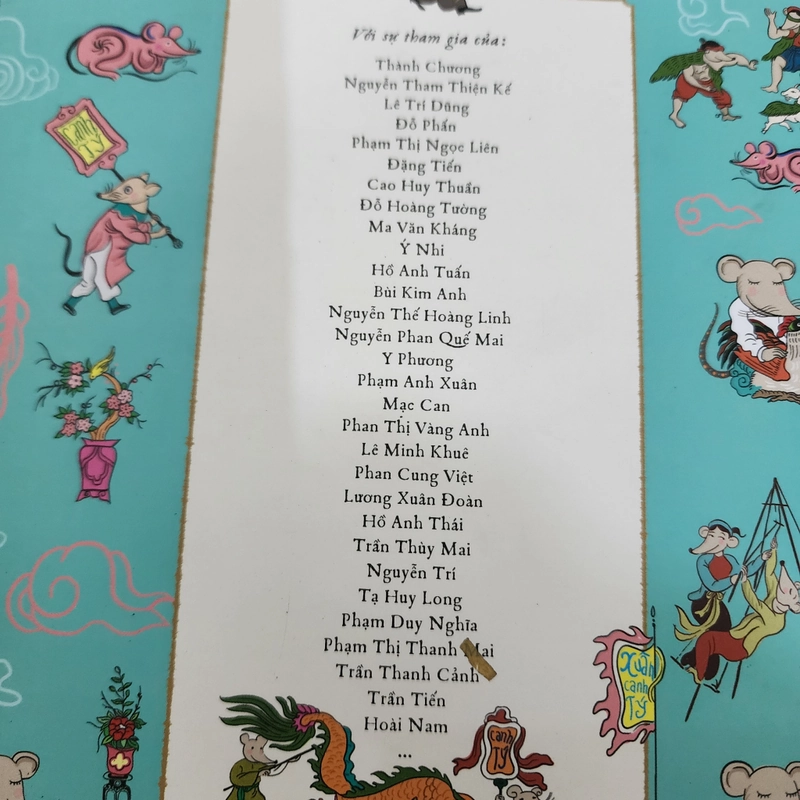 Với sự tham gia của:
Thành Chương
Nguyễn Tham Thiện Kế
Lê Trí Dũng
Đỗ Phấn
Phạm Thị Ngọc Liên
Đặng Tiến
Cao Huy Thuần
Đỗ Hoàng Tường
Ma Văn Kháng
Ý Nhi
Hồ Anh Tuấn
Bùi Kim Anh
Nguyễn Thế Hoàng Linh
Nguyễn Phan Quế Mai
Y Phương
Phạm Anh Xuân
Mạc Can
Phan Thị Vàng Anh
Lê Minh Khuê
Phan Cung Việt
Lương Xuân Đoàn
Hồ Anh Thái
Trần Thùy Mai
Nguyễn Trí
Tạ Huy Long
Phạm Duy Nghĩa
Phạm Thị Thanh Mai
Trần Thanh Cảnh
Trần Tiến
Hoài Nam
...
canh
Tý
Xuân
canh
Tý
canh
Tý